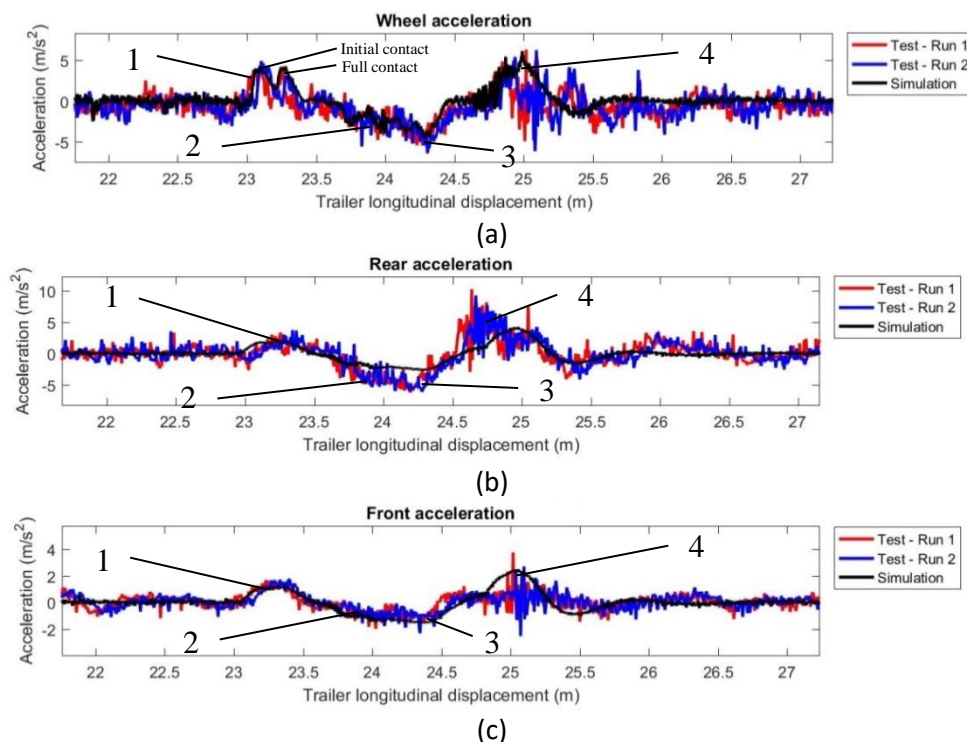 Wheel acceleration
Acceleration (m/s²)
5
0
-5
1
Initial contact
Full contact
2
3
4
Test - Run 1
Test - Run 2
Simulation
22 22.5 23 23.5 24 24.5 25 25.5 26 26.5 27
Trailer longitudinal displacement (m)
(a)
Rear acceleration
Acceleration (m/s²)
10
5
0
-5
1
2
3
4
Test - Run 1
Test - Run 2
Simulation
22 22.5 23 23.5 24 24.5 25 25.5 26 26.5 27
Trailer longitudinal displacement (m)
(b)
Front acceleration
Acceleration (m/s²)
4
2
0
-2
1
2
3
4
Test - Run 1
Test - Run 2
Simulation
22 22.5 23 23.5 24 24.5 25 25.5 26 26.5 27
Trailer longitudinal displacement (m)
(c)